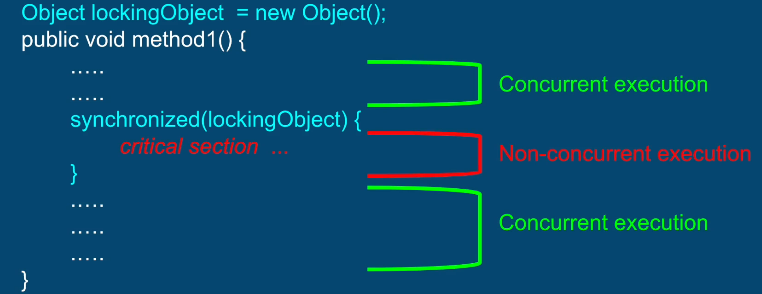 Object lockingObject = new Object();
public void method1() {
.....
..... Concurrent execution
synchronized(lockingObject) {
critical section ... Non-concurrent execution
}
.....
..... Concurrent execution
.....
}